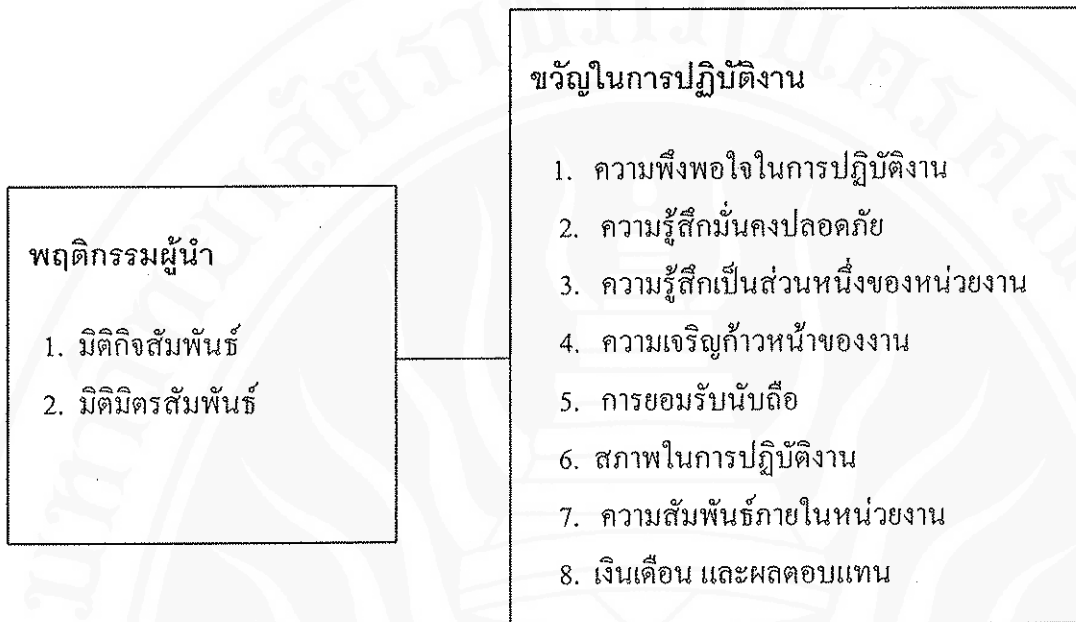 พฤติกรรมผู้นำ
1. มิติกิจสัมพันธ์
2. มิติมิตรสัมพันธ์
ขวัญในการปฏิบัติงาน
1. ความพึงพอใจในการปฏิบัติงาน
2. ความรู้สึกมั่นคงปลอดภัย
3. ความรู้สึกเป็นส่วนหนึ่งของหน่วยงาน
4. ความเจริญก้าวหน้าของงาน
5. การยอมรับนับถือ
6. สภาพในการปฏิบัติงาน
7. ความสัมพันธ์ภายในหน่วยงาน
8. เงินเดือน และผลตอบแทน